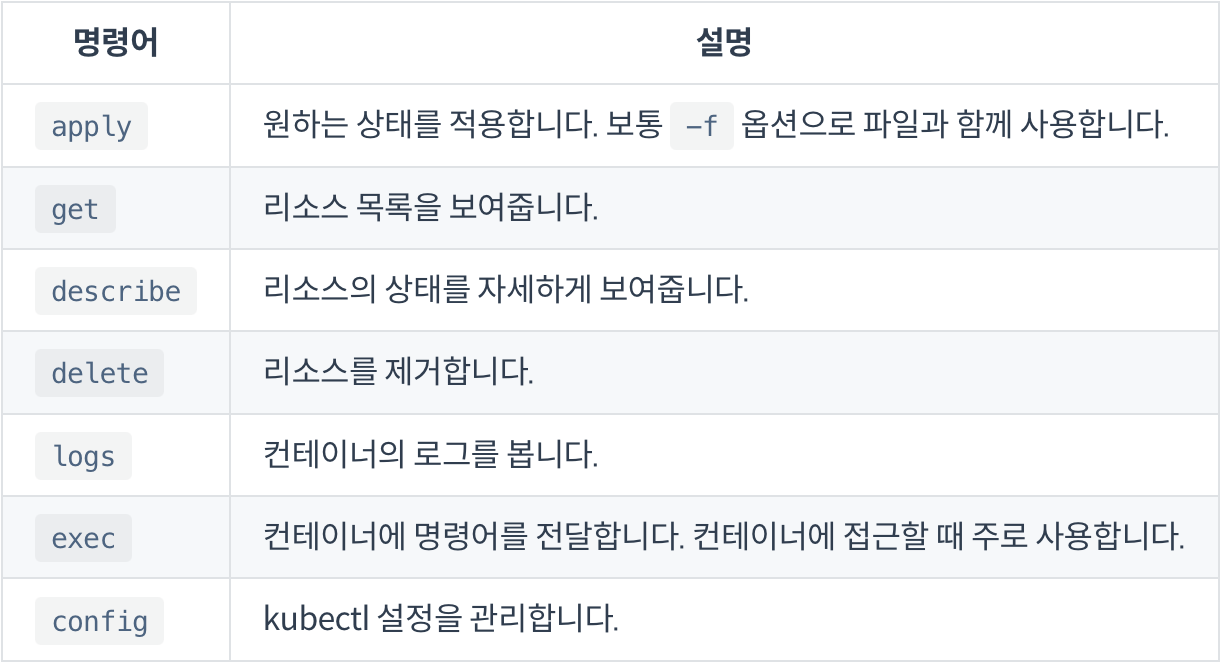 명령어 설명
apply 원하는 상태를 적용합니다. 보통 -f 옵션으로 파일과 함께 사용합니다.
get 리소스 목록을 보여줍니다.
describe 리소스의 상태를 자세하게 보여줍니다.
delete 리소스를 제거합니다.
logs 컨테이너의 로그를 봅니다.
exec 컨테이너에 명령어를 전달합니다. 컨테이너에 접근할 때 주로 사용합니다.
config kubectl 설정을 관리합니다.